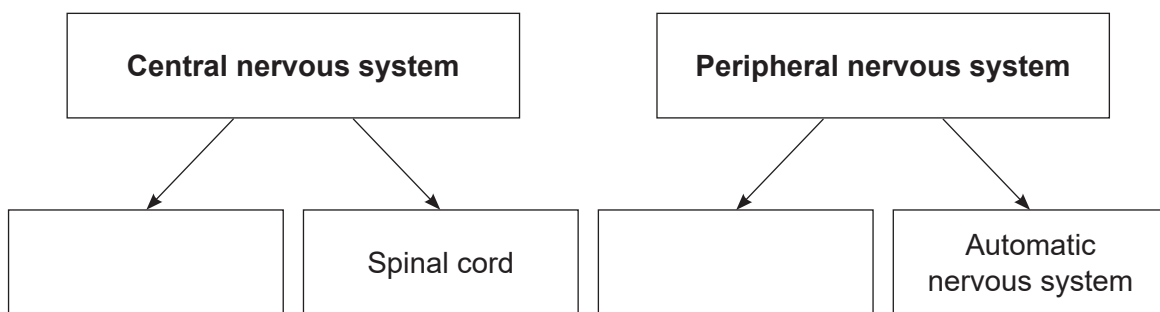 Central nervous system
Peripheral nervous system
Spinal cord
Automatic
nervous system